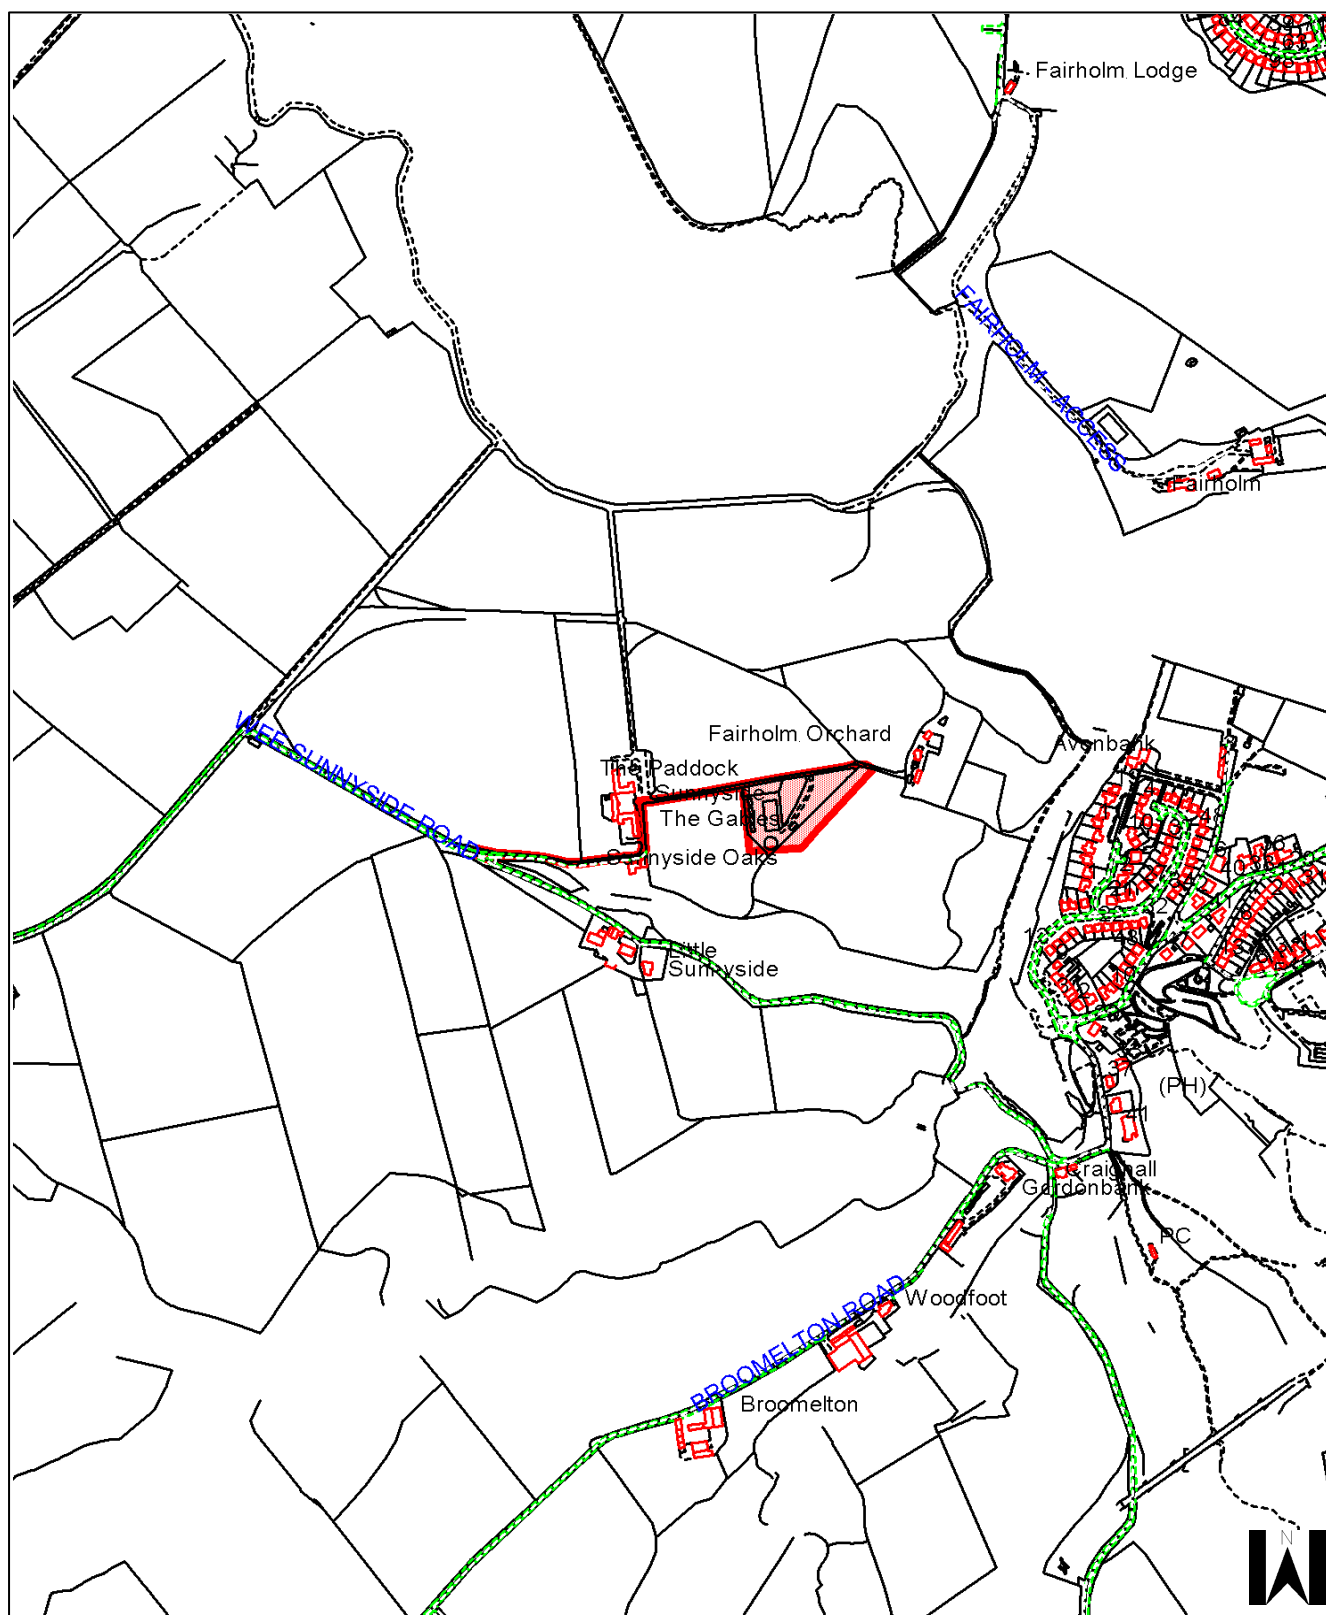 Fairholm Lodge
FAIRHOLM - ACCESS
Fairholm
Fairholm Orchard
Avonbank
WEE SUNNYSIDE ROAD
The Paddock
Sunnyside
The Gables
Sunnyside Oaks
Little
Sunnyside
(PH)
Craighall
Gordonbank
PC
Woodfoot
BROOMELTON ROAD
Broomelton
N